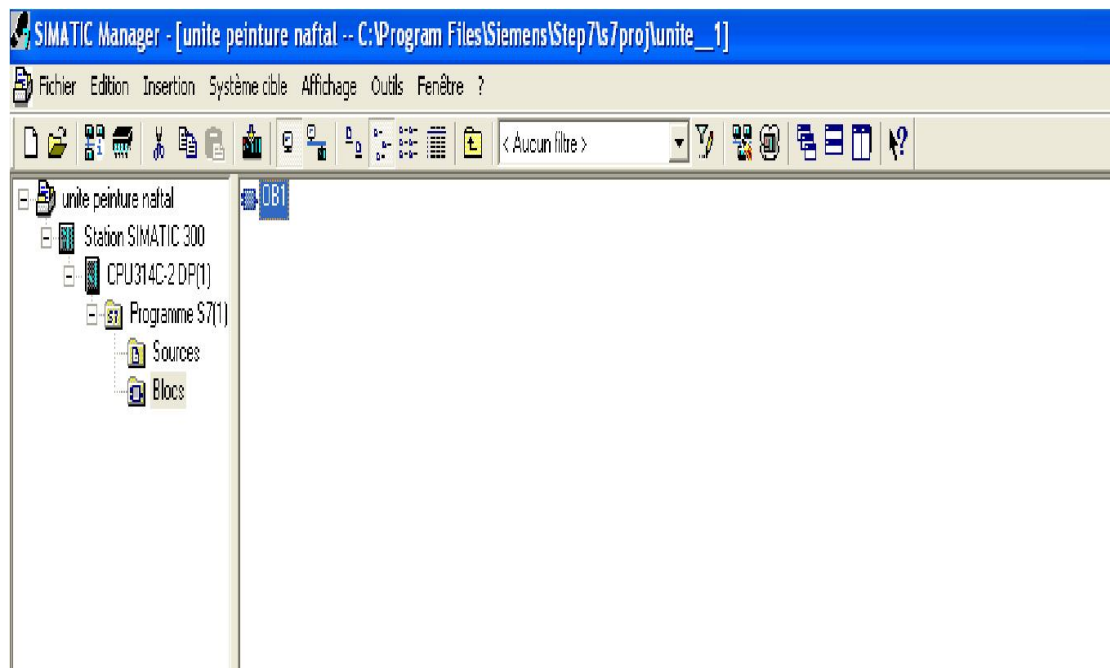 SIMATIC Manager - [unite peinture naftal -- C:\Program Files\Siemens\Step7\s7proj\unite__1]
Fichier Edition Insertion Système cible Affichage Outils Fenêtre ?
< Aucun filtre >
unite peinture naftal
OB1
Station SIMATIC 300
CPU314C-2 DP(1)
Programme S7(1)
Sources
Blocs